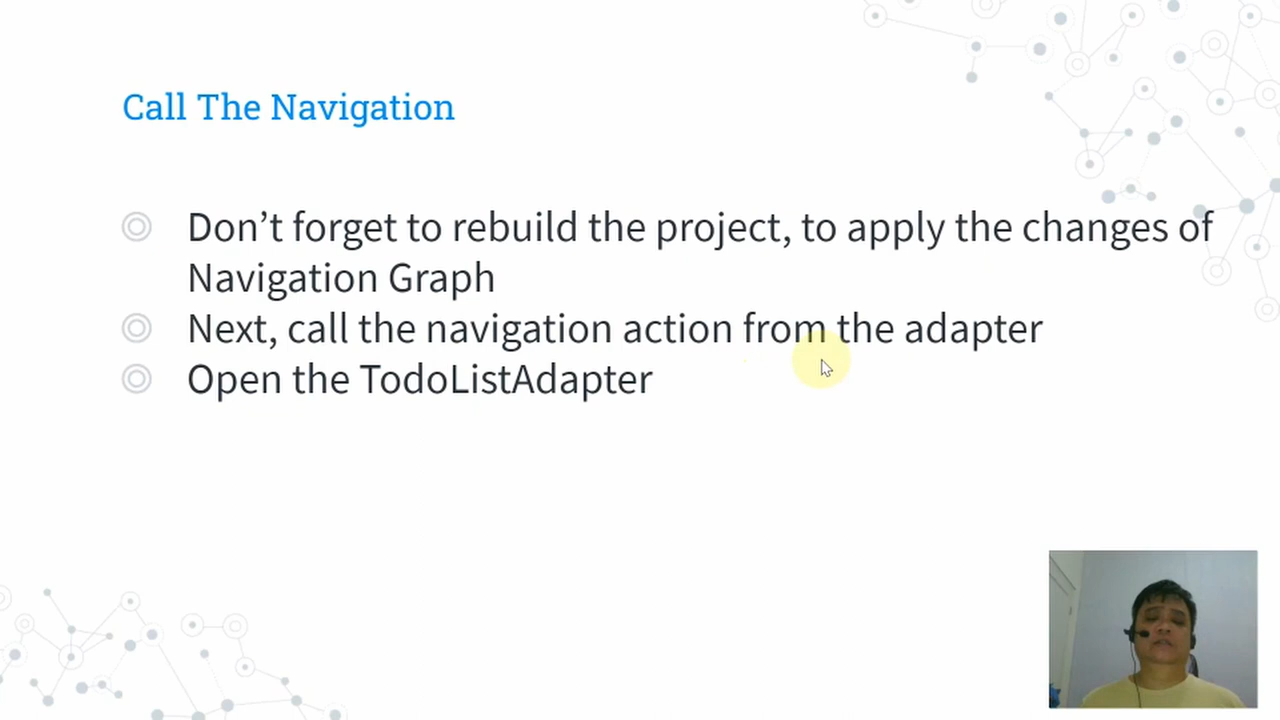 Call The Navigation
Don’t forget to rebuild the project, to apply the changes of
Navigation Graph
Next, call the navigation action from the adapter
Open the TodoListAdapter